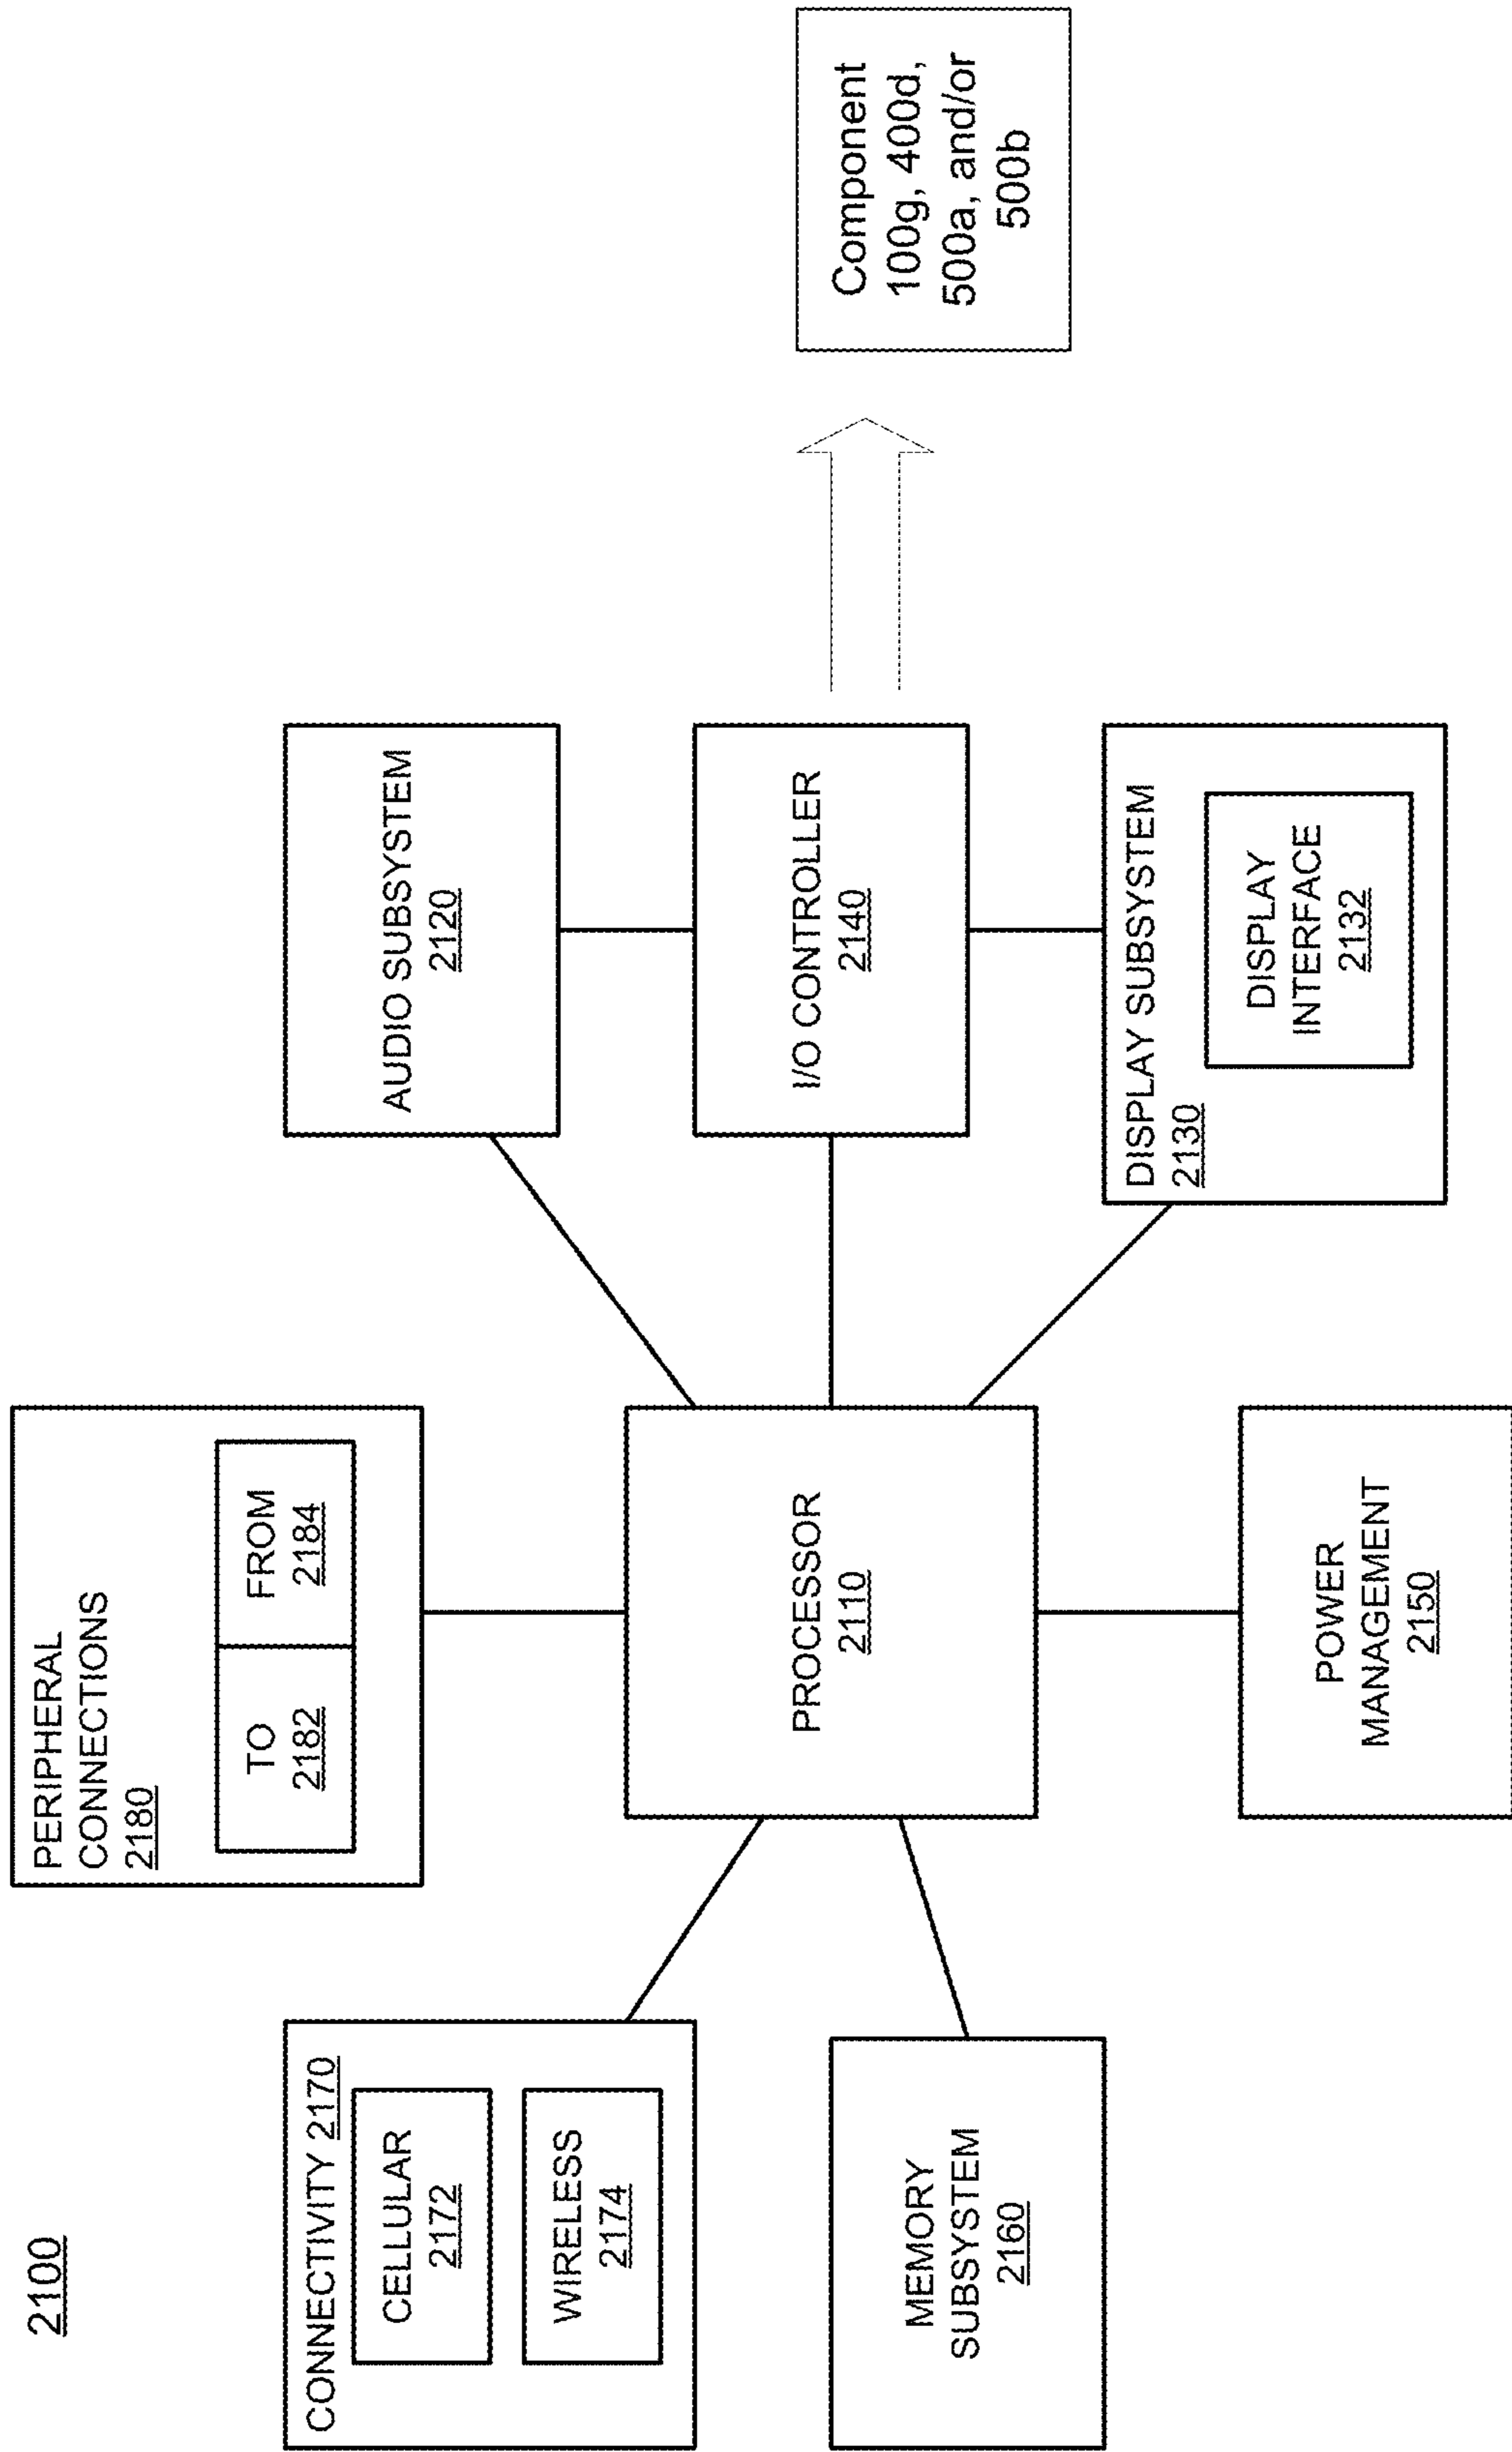 2100
CONNECTIVITY 2170
CELLULAR
2172
WIRELESS
2174
MEMORY
SUBSYSTEM
2160
PERIPHERAL
CONNECTIONS
2180
TO
2182
FROM
2184
PROCESSOR
2110
POWER
MANAGEMENT
2150
AUDIO SUBSYSTEM
2120
I/O CONTROLLER
2140
DISPLAY SUBSYSTEM
2130
DISPLAY
INTERFACE
2132
Component
100g, 400d,
500a, and/or
500b